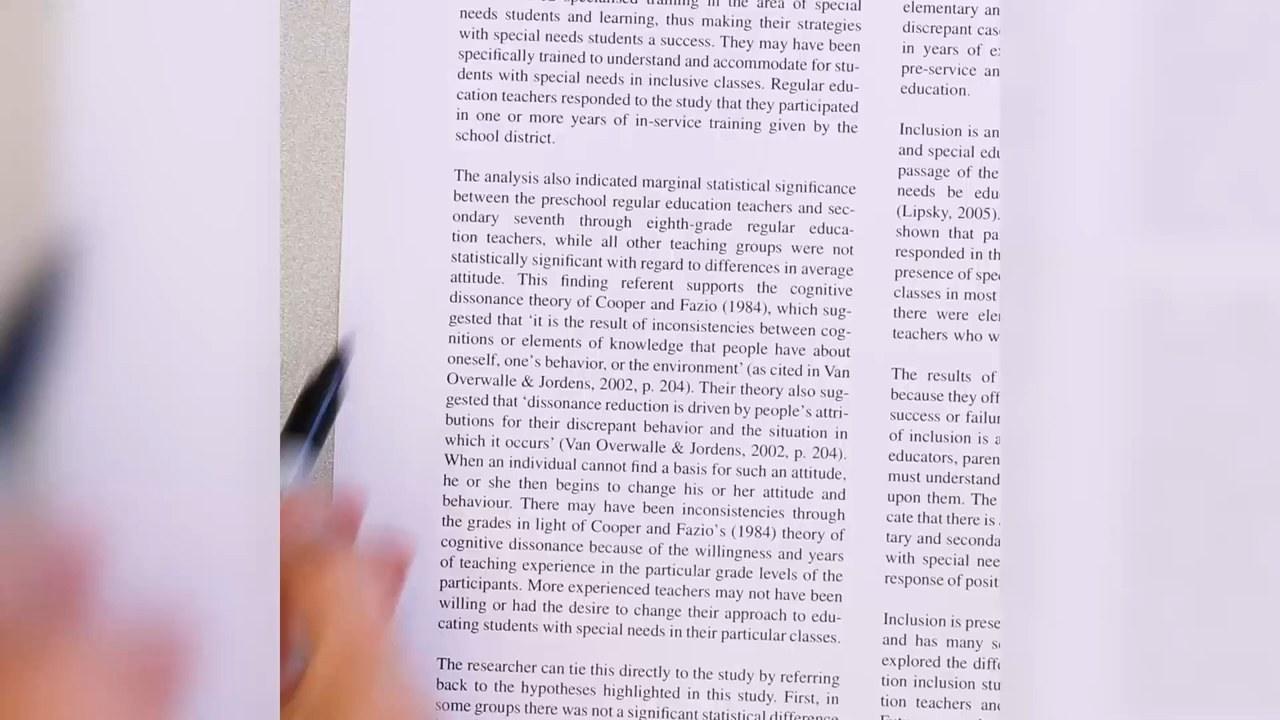 specialised training in the area of special
needs students and learning, thus making their strategies
with special needs students a success. They may have been
specifically trained to understand and accommodate for stu-
dents with special needs in inclusive classes. Regular edu-
cation teachers responded to the study that they participated
in one or more years of in-service training given by the
school district.
The analysis also indicated marginal statistical significance
between the preschool regular education teachers and sec-
ondary seventh through eighth-grade regular educa-
tion teachers, while all other teaching groups were not
statistically significant with regard to differences in average
attitude. This finding referent supports the cognitive
dissonance theory of Cooper and Fazio (1984), which sug-
gested that ‘it is the result of inconsistencies between cog-
nitions or elements of knowledge that people have about
oneself, one’s behavior, or the environment’ (as cited in Van
Overwalle & Jordens, 2002, p. 204). Their theory also sug-
gested that ‘dissonance reduction is driven by people’s attri-
butions for their discrepant behavior and the situation in
which it occurs’ (Van Overwalle & Jordens, 2002, p. 204).
When an individual cannot find a basis for such an attitude,
he or she then begins to change his or her attitude and
behaviour. There may have been inconsistencies through
the grades in light of Cooper and Fazio’s (1984) theory of
cognitive dissonance because of the willingness and years
of teaching experience in the particular grade levels of the
participants. More experienced teachers may not have been
willing or had the desire to change their approach to edu-
cating students with special needs in their particular classes.
The researcher can tie this directly to the study by referring
back to the hypotheses highlighted in this study. First, in
some groups there was not a significant statistical difference
elementary an
discrepant cas
in years of e
pre-service an
education.
Inclusion is an
and special edu
passage of the
needs be edu
(Lipsky, 2005).
shown that pa
responded in th
presence of spe
classes in most
there were ele
teachers who w
The results of
because they off
success or failur
of inclusion is a
educators, paren
must understand
upon them. The
cate that there is
tary and seconda
with special nee
response of posit
Inclusion is prese
and has many s
explored the diff
tion inclusion stu
tion teachers an